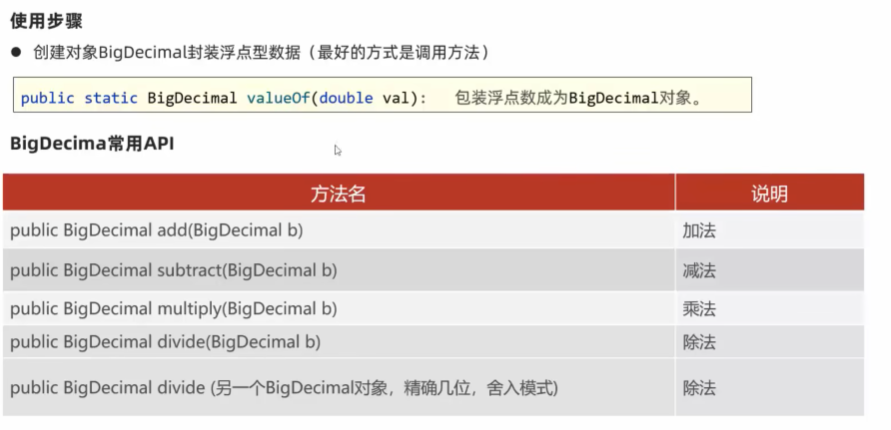 使用步骤
● 创建对象BigDecimal封装浮点型数据（最好的方式是调用方法）
public static BigDecimal valueOf(double val): 包装浮点数成为BigDecimal对象。
BigDecima常用API
方法名 说明
public BigDecimal add(BigDecimal b) 加法
public BigDecimal subtract(BigDecimal b) 减法
public BigDecimal multiply(BigDecimal b) 乘法
public BigDecimal divide(BigDecimal b) 除法
public BigDecimal divide (另一个BigDecimal对象，精确几位，舍入模式) 除法